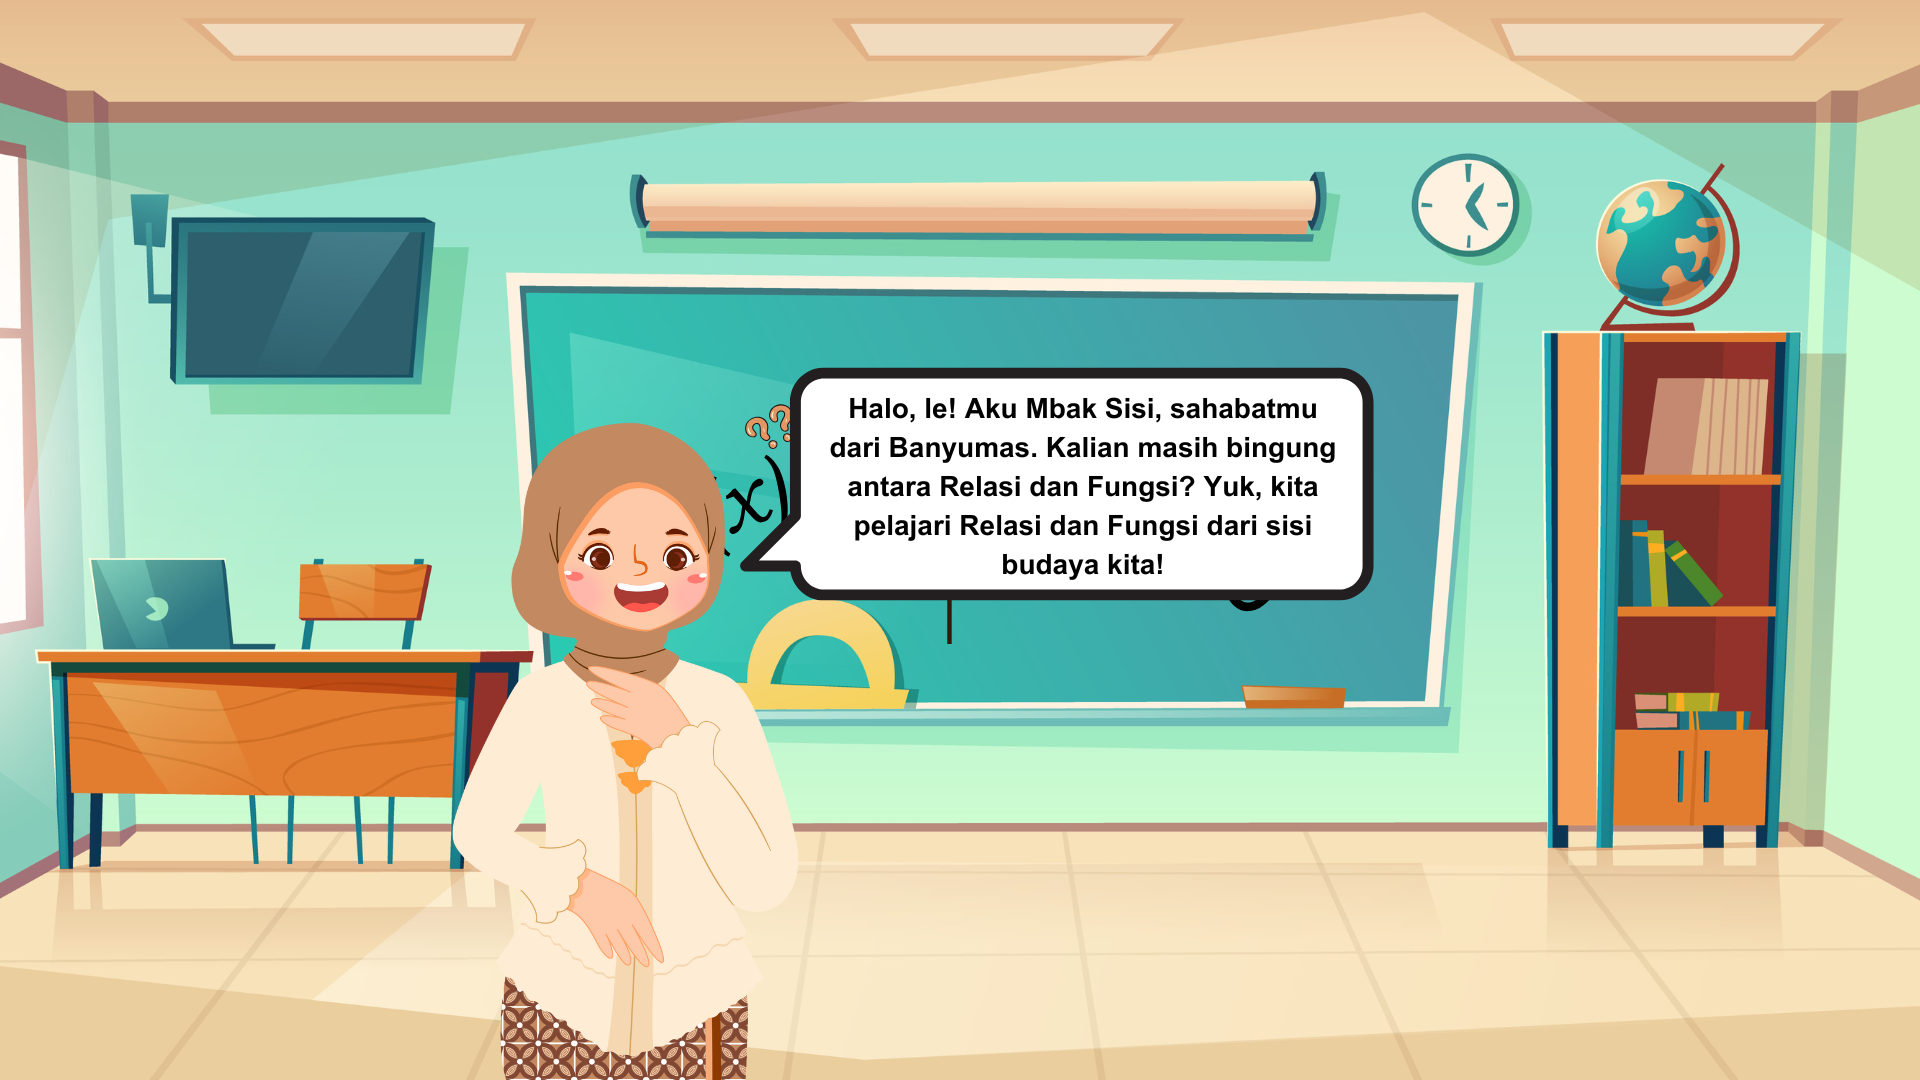 ??
x)
Halo, le! Aku Mbak Sisi, sahabatmu
dari Banyumas. Kalian masih bingung
antara Relasi dan Fungsi? Yuk, kita
pelajari Relasi dan Fungsi dari sisi
budaya kita!